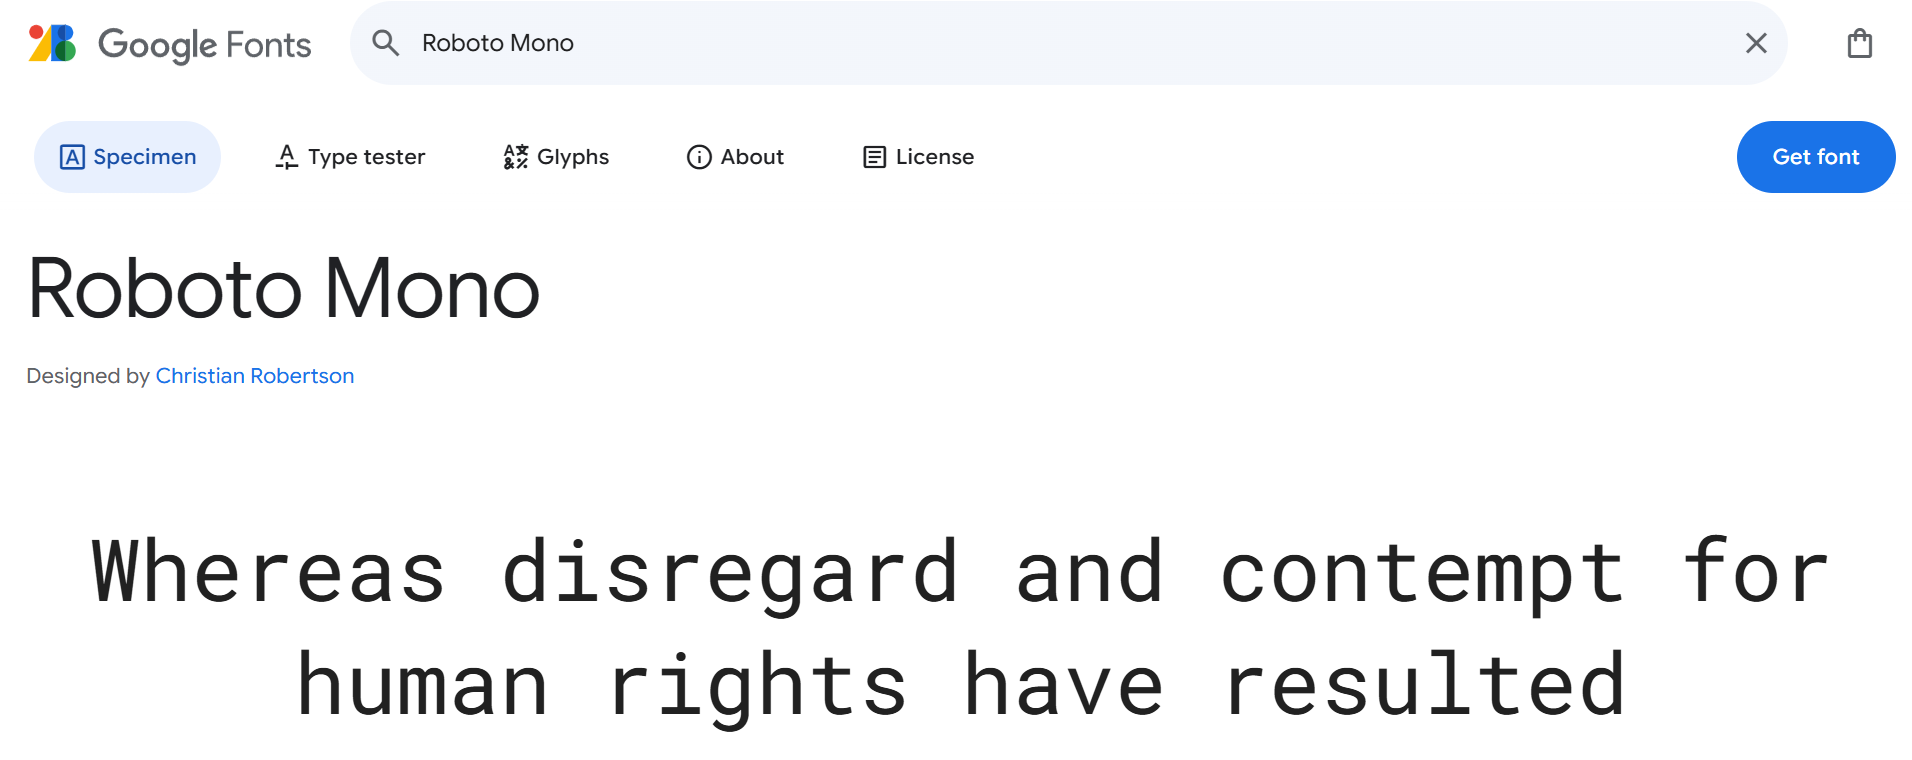 Google Fonts
Roboto Mono
Specimen
Type tester
Glyphs
About
License
Get font
Roboto Mono
Designed by Christian Robertson
Whereas disregard and contempt for
human rights have resulted